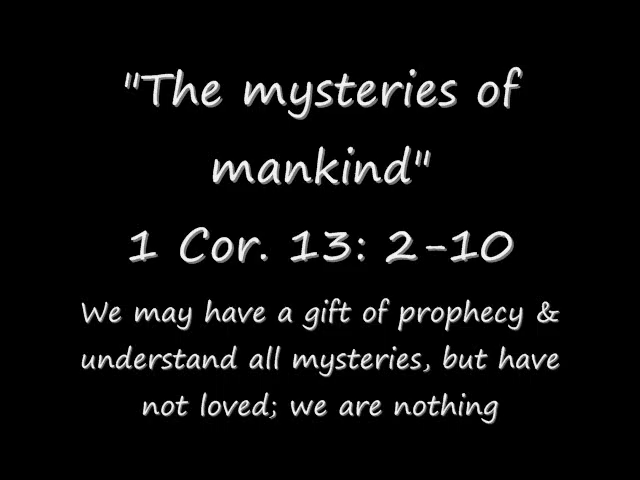 "The mysteries of
mankind"
1 Cor. 13: 2-10
We may have a gift of prophecy &
understand all mysteries, but have
not loved; we are nothing